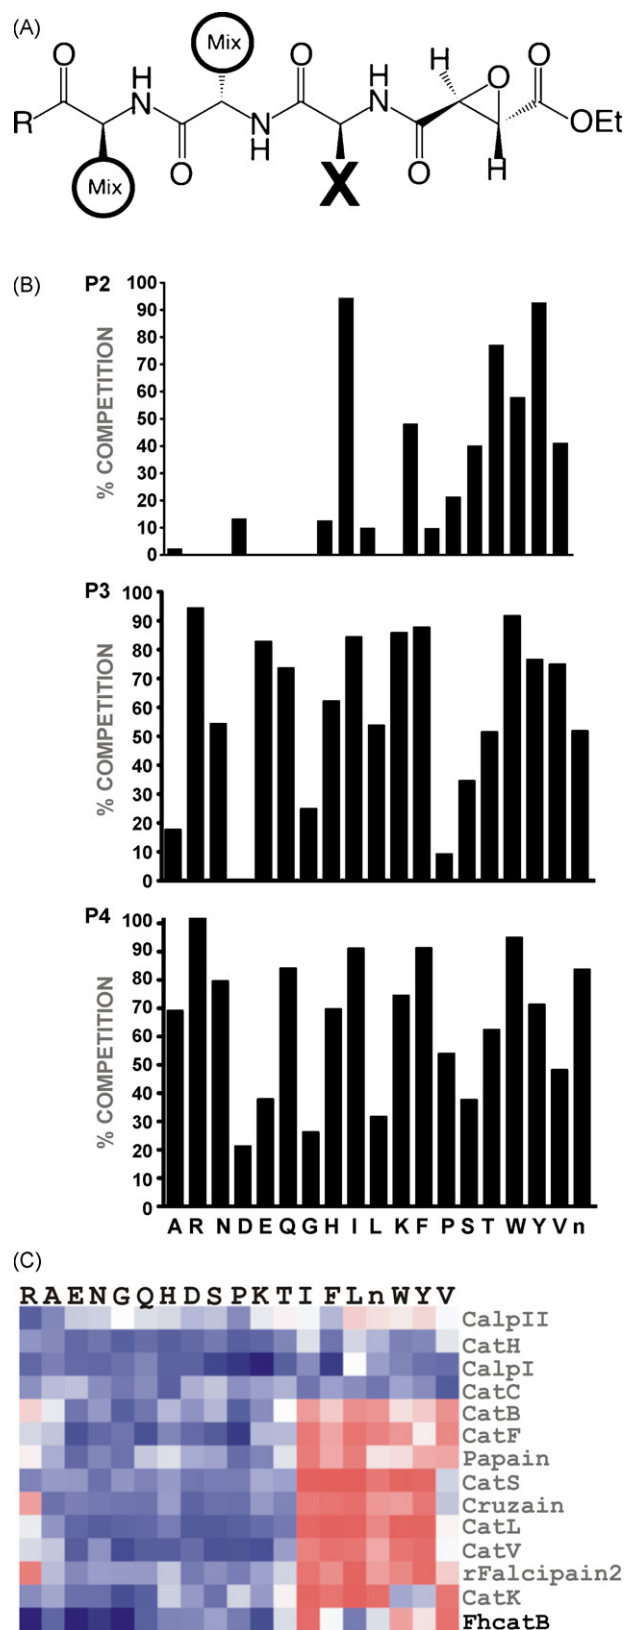 (A)
O
H
N
Mix
O
H
N
H
O
O
OEt
R
Mix
O
N
H
X
O
H
(B)
P2
% COMPETITION
100
90
80
70
60
50
40
30
20
10
0
P3
% COMPETITION
100
90
80
70
60
50
40
30
20
10
0
P4
% COMPETITION
100
90
80
70
60
50
40
30
20
10
0
A R N D E Q G H I L K F P S T W Y V n
(C)
R A E N G Q H D S P K T I F L n W Y V
CalpII
CatH
CalpI
CatC
CatB
CatF
Papain
CatS
Cruzain
CatL
CatV
rFalcipain2
CatK
FhcatB